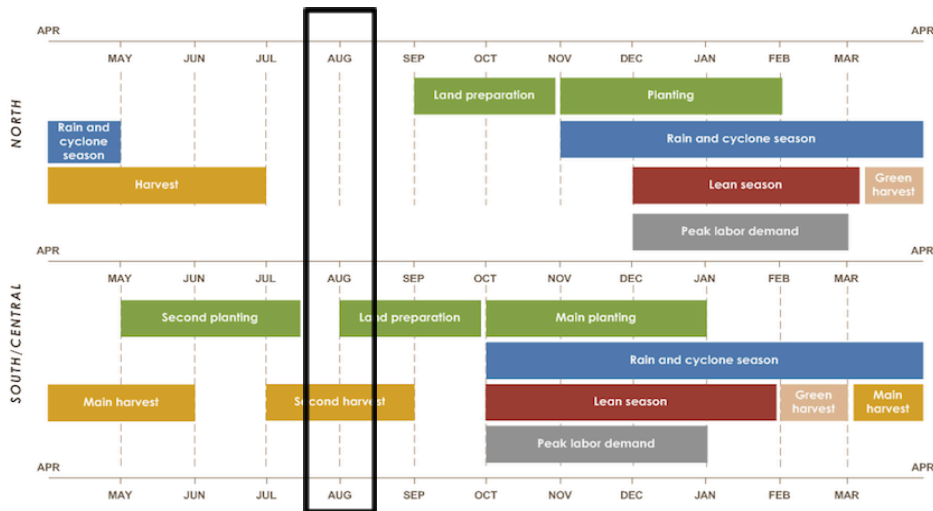 APR APR
MAY JUN JUL AUG SEP OCT NOV DEC JAN FEB MAR
NORTH
Land preparation Planting
Rain and
cyclone
season
Rain and cyclone season
Harvest Lean season
Green
harvest
Peak labor demand
APR APR
MAY JUN JUL AUG SEP OCT NOV DEC JAN FEB MAR
SOUTH/CENTRAL
Second planting Land preparation Main planting
Rain and cyclone season
Main harvest Second harvest Lean season
Green
harvest
Main
harvest
Peak labor demand
APR APR
MAY JUN JUL AUG SEP OCT NOV DEC JAN FEB MAR